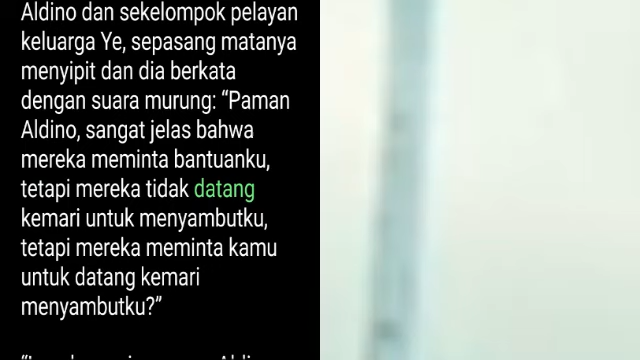 Aldino dan sekelompok pelayan
keluarga Ye, sepasang matanya
menyipit dan dia berkata
dengan suara murung: “Paman
Aldino, sangat jelas bahwa
mereka meminta bantuanku,
tetapi mereka tidak datang
kemari untuk menyambutku,
tetapi mereka meminta kamu
untuk datang kemari
menyambutku?”